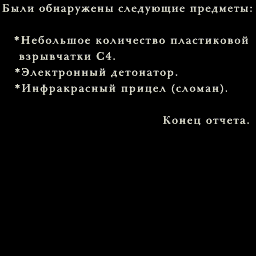 Были обнаружены следующие предметы:
*Небольшое количество пластиковой
взрывчатки С4.
*Электронный детонатор.
*Инфракрасный прицел (сломан).
Конец отчета.